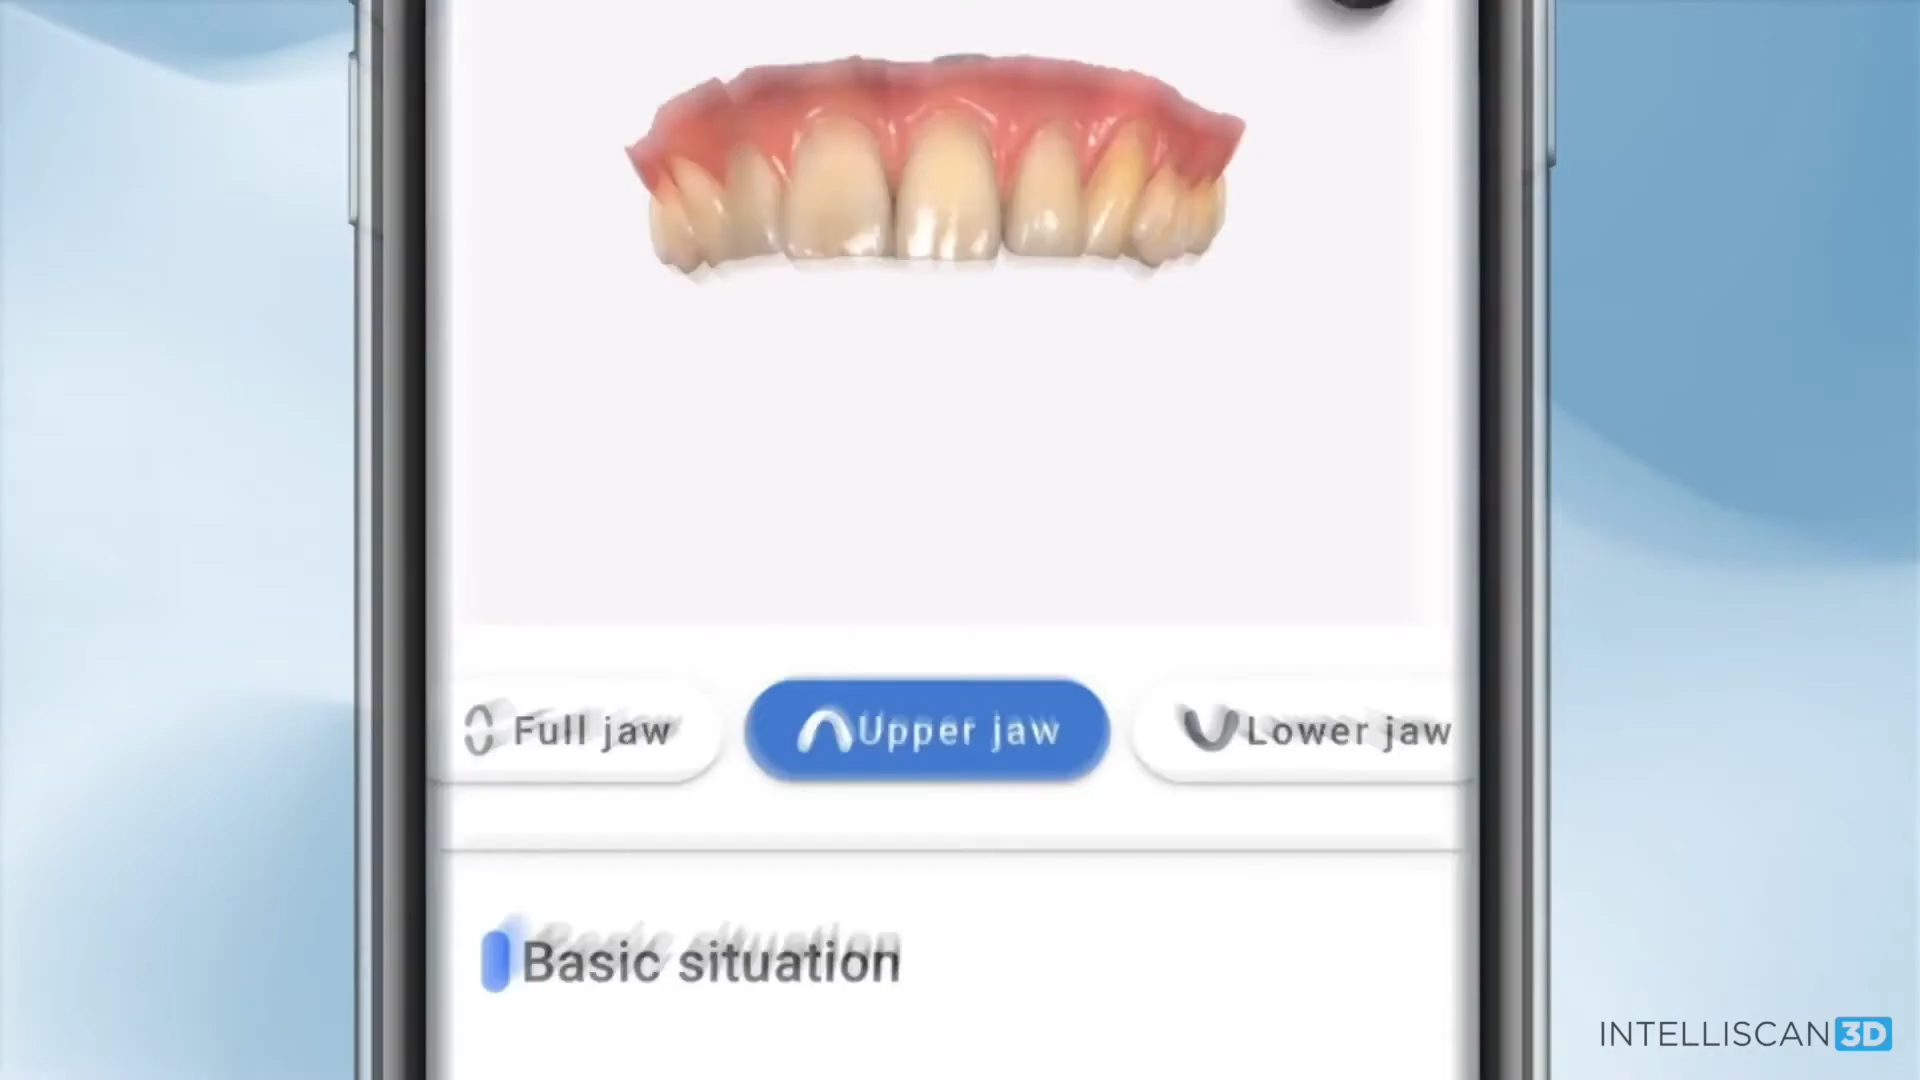 Full jaw
Upper jaw
Lower jaw
Basic situation
INTELLISCAN3D